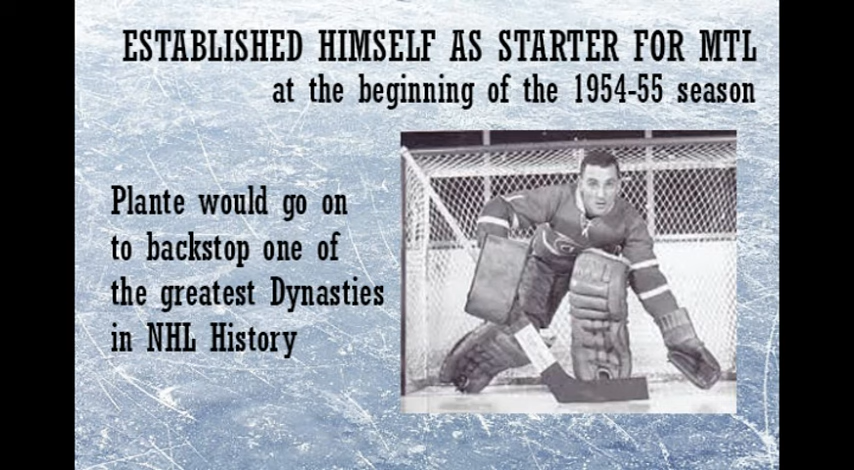 ESTABLISHED HIMSELF AS STARTER FOR MTL
at the beginning of the 1954-55 season
Plante would go on
to backstop one of
the greatest Dynasties
in NHL History